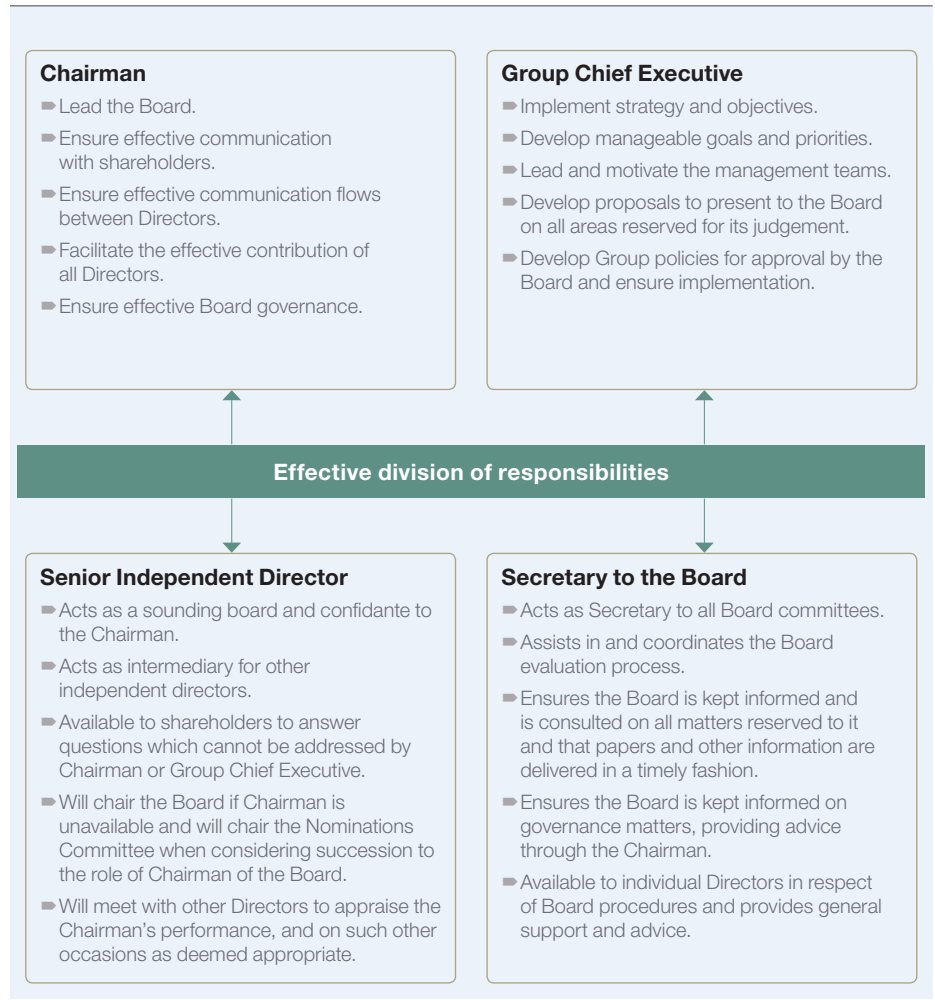 Chairman
Lead the Board.
Ensure effective communication
with shareholders.
Ensure effective communication flows
between Directors.
Facilitate the effective contribution of
all Directors.
Ensure effective Board governance.
Group Chief Executive
Implement strategy and objectives.
Develop manageable goals and priorities.
Lead and motivate the management teams.
Develop proposals to present to the Board
on all areas reserved for its judgement.
Develop Group policies for approval by the
Board and ensure implementation.
Effective division of responsibilities
Senior Independent Director
Acts as a sounding board and confidante to
the Chairman.
Acts as intermediary for other
independent directors.
Available to shareholders to answer
questions which cannot be addressed by
Chairman or Group Chief Executive.
Will chair the Board if Chairman is
unavailable and will chair the Nominations
Committee when considering succession to
the role of Chairman of the Board.
Will meet with other Directors to appraise the
Chairman's performance, and on such other
occasions as deemed appropriate.
Secretary to the Board
Acts as Secretary to all Board committees.
Assists in and coordinates the Board
evaluation process.
Ensures the Board is kept informed and
is consulted on all matters reserved to it
and that papers and other information are
delivered in a timely fashion.
Ensures the Board is kept informed on
governance matters, providing advice
through the Chairman.
Available to individual Directors in respect
of Board procedures and provides general
support and advice.